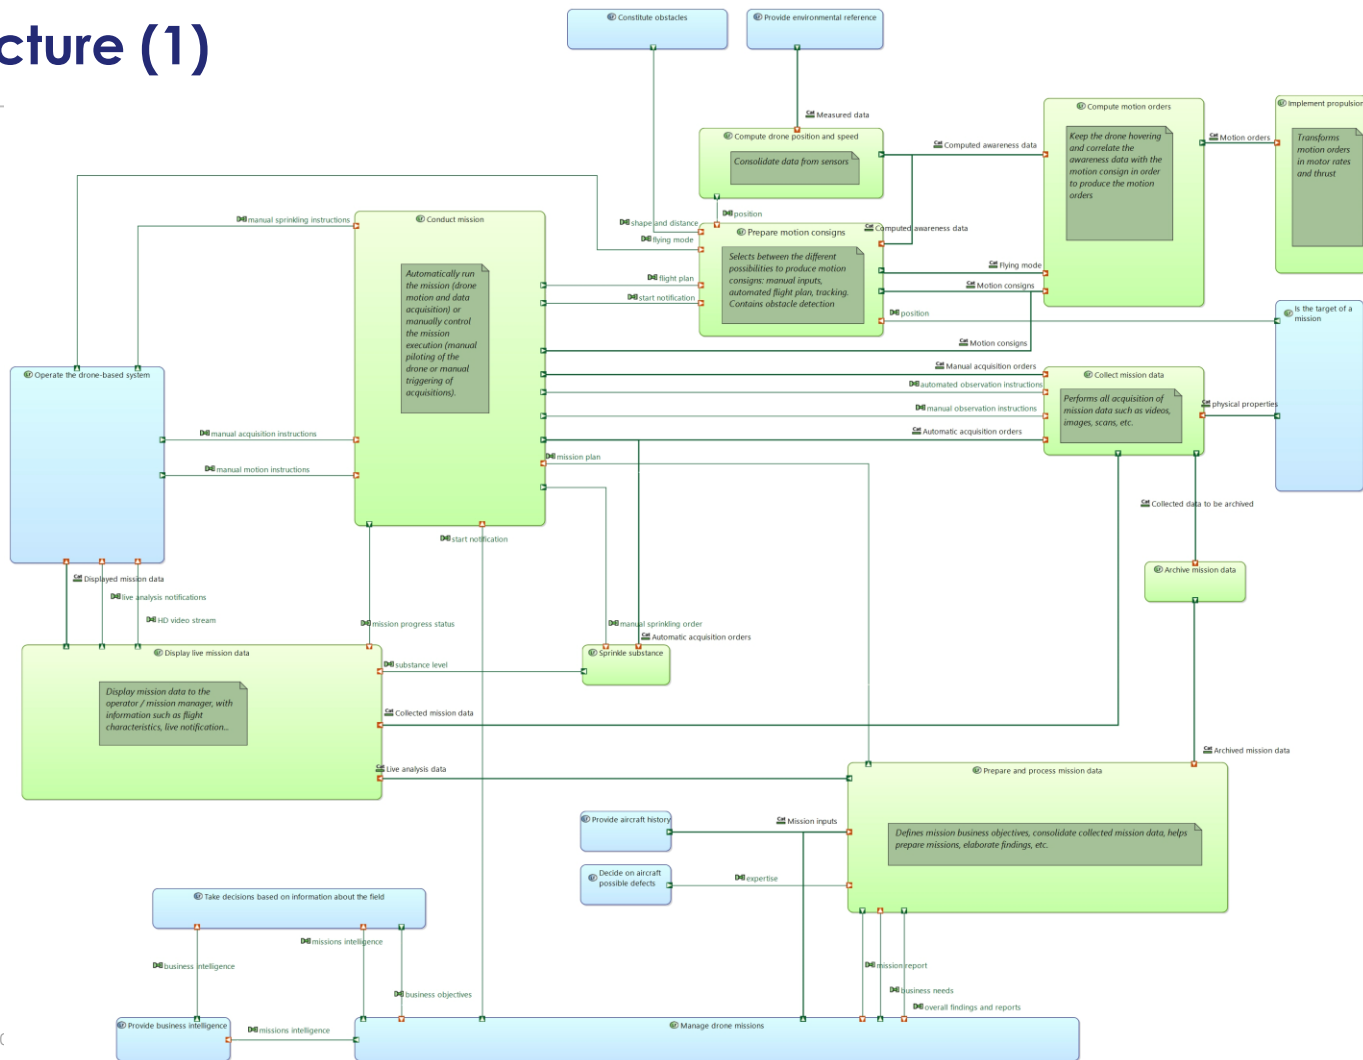 cture (1)
Constitute obstacles
Provide environmental reference
Measured data
Compute drone position and speed
Consolidate data from sensors
Computed awareness data
Compute motion orders
Keep the drone hovering
and correlate the
awareness data with the
motion consign in order
to produce the motion
orders
Motion orders
Implement propulsion
Transforms
motion orders
in motor rates
and thrust
manual sprinkling instructions
Conduct mission
Automatically run
the mission (drone
motion and data
acquisition) or
manually control
the mission
execution (manual
piloting of the
drone or manual
triggering of
acquisitions).
position
shape and distance
flying mode
Prepare motion consigns
Selects between the different
possibilities to produce motion
consigns: manual inputs,
automated flight plan, tracking.
Contains obstacle detection
Computed awareness data
flight plan
start notification
Flying mode
Motion consigns
position
Motion consigns
Is the target of a
mission
Operate the drone-based system
Manual acquisition orders
automated observation instructions
manual observation instructions
Automatic acquisition orders
mission plan
Collect mission data
Performs all acquisition of
mission data such as videos,
images, scans, etc.
physical properties
manual acquisition instructions
manual motion instructions
Collected data to be archived
start notification
Archive mission data
Displayed mission data
live analysis notifications
HD video stream
mission progress status
manual sprinkling order
Automatic acquisition orders
Display live mission data
Display mission data to the
operator / mission manager, with
information such as flight
characteristics, live notification...
substance level
Sprinkle substance
Collected mission data
Live analysis data
Archived mission data
Prepare and process mission data
Defines mission business objectives, consolidate collected mission data, helps
prepare missions, elaborate findings, etc.
Provide aircraft history
Mission inputs
Decide on aircraft
possible defects
expertise
Take decisions based on information about the field
missions intelligence
business intelligence
business objectives
mission report
business needs
overall findings and reports
Provide business intelligence
missions intelligence
Manage drone missions